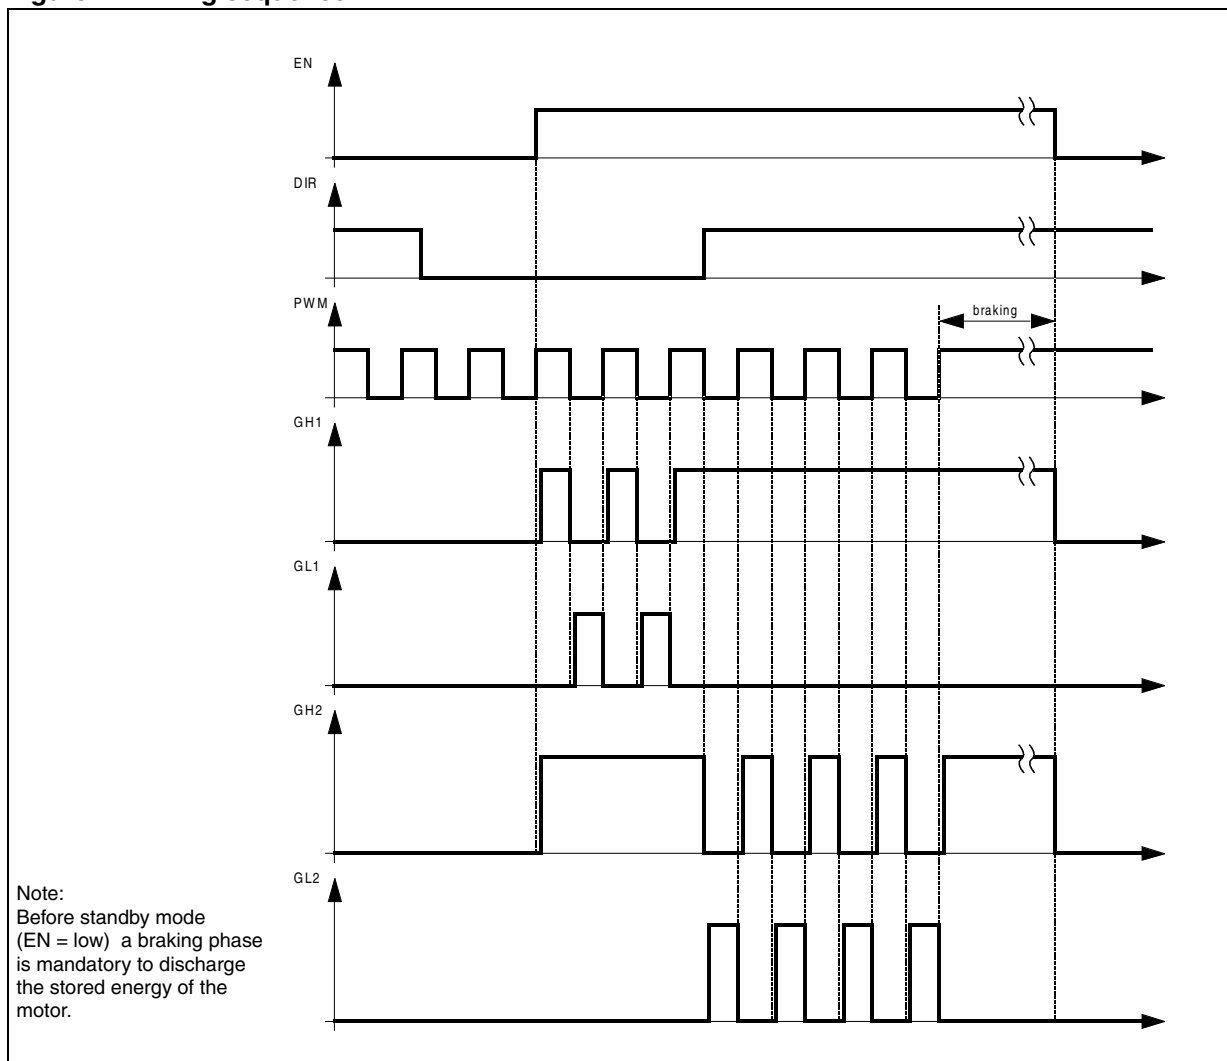 EN
DIR
PWM
braking
GH1
GL1
GH2
GL2
Note:
Before standby mode
(EN = low) a braking phase
is mandatory to discharge
the stored energy of the
motor.